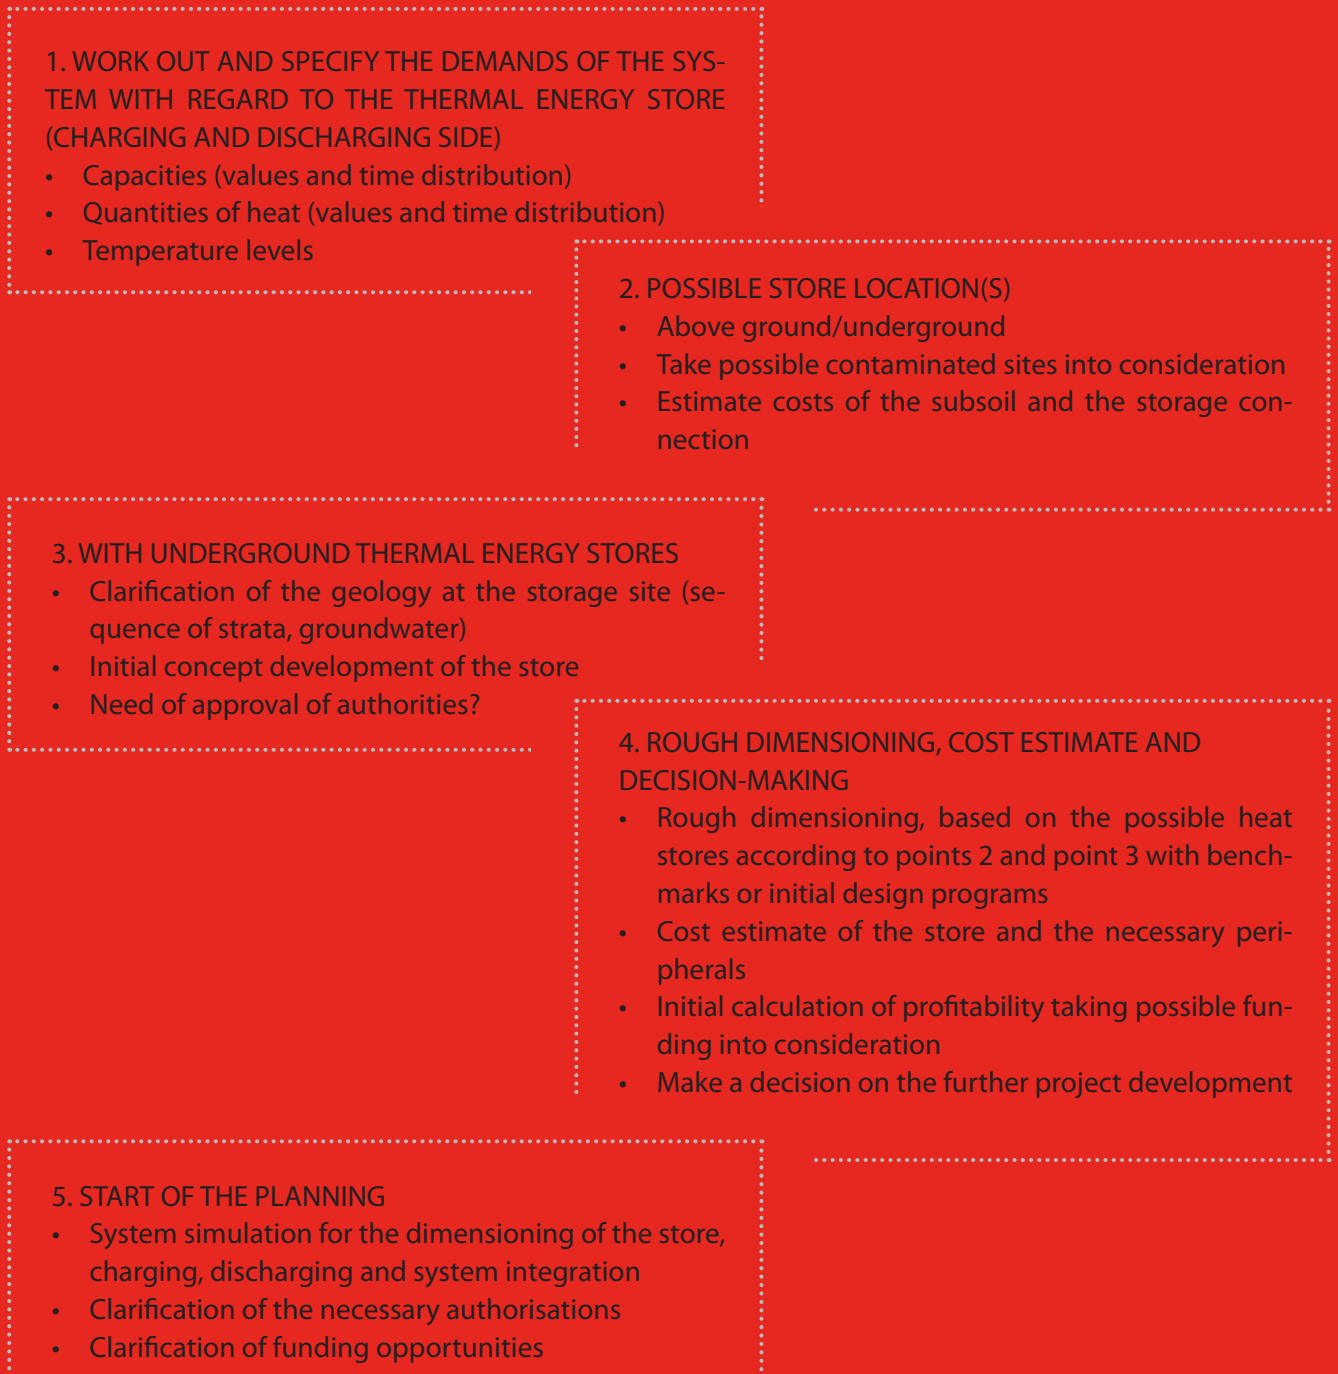 1. WORK OUT AND SPECIFY THE DEMANDS OF THE SYS-
TEM WITH REGARD TO THE THERMAL ENERGY STORE
(CHARGING AND DISCHARGING SIDE)
• Capacities (values and time distribution)
• Quantities of heat (values and time distribution)
• Temperature levels
2. POSSIBLE STORE LOCATION(S)
• Above ground/underground
• Take possible contaminated sites into consideration
• Estimate costs of the subsoil and the storage con-
nection
3. WITH UNDERGROUND THERMAL ENERGY STORES
• Clarification of the geology at the storage site (se-
quence of strata, groundwater)
• Initial concept development of the store
• Need of approval of authorities?
4. ROUGH DIMENSIONING, COST ESTIMATE AND
DECISION-MAKING
• Rough dimensioning, based on the possible heat
stores according to points 2 and point 3 with bench-
marks or initial design programs
• Cost estimate of the store and the necessary peri-
pherals
• Initial calculation of profitability taking possible fun-
ding into consideration
• Make a decision on the further project development
5. START OF THE PLANNING
• System simulation for the dimensioning of the store,
charging, discharging and system integration
• Clarification of the necessary authorisations
• Clarification of funding opportunities